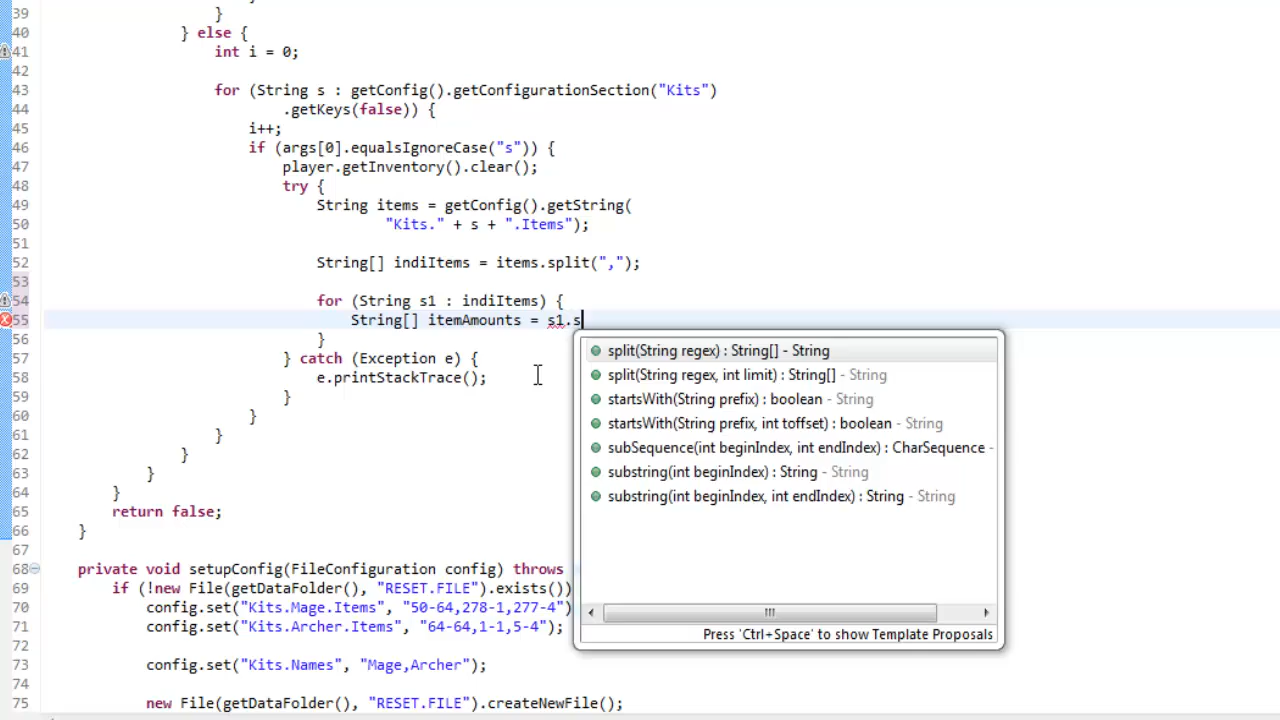 39 }
40 } else {
41 int i = 0;
42
43 for (String s : getConfig().getConfigurationSection("Kits")
44 .getKeys(false)) {
45 i++;
46 if (args[0].equalsIgnoreCase("s")) {
47 player.getInventory().clear();
48 try {
49 String items = getConfig().getString(
50 "Kits." + s + ".Items");
51
52 String[] indiItems = items.split(",");
53
54 for (String s1 : indiItems) {
55 String[] itemAmounts = s1.s
56 }
57 } catch (Exception e) {
58 e.printStackTrace();
59 }
60 }
61 }
62 }
63 }
64 }
65 return false;
66 }
67
68 private void setupConfig(FileConfiguration config) throws
69 if (!new File(getDataFolder(), "RESET.FILE").exists())
70 config.set("Kits.Mage.Items", "50-64,278-1,277-4")
71 config.set("Kits.Archer.Items", "64-64,1-1,5-4");
72
73 config.set("Kits.Names", "Mage,Archer");
74
75 new File(getDataFolder(), "RESET.FILE").createNewFile();
split(String regex) : String[] - String
split(String regex, int limit) : String[] - String
startsWith(String prefix) : boolean - String
startsWith(String prefix, int toffset) : boolean - String
subSequence(int beginIndex, int endIndex) : CharSequence -
substring(int beginIndex) : String - String
substring(int beginIndex, int endIndex) : String - String
Press 'Ctrl+Space' to show Template Proposals